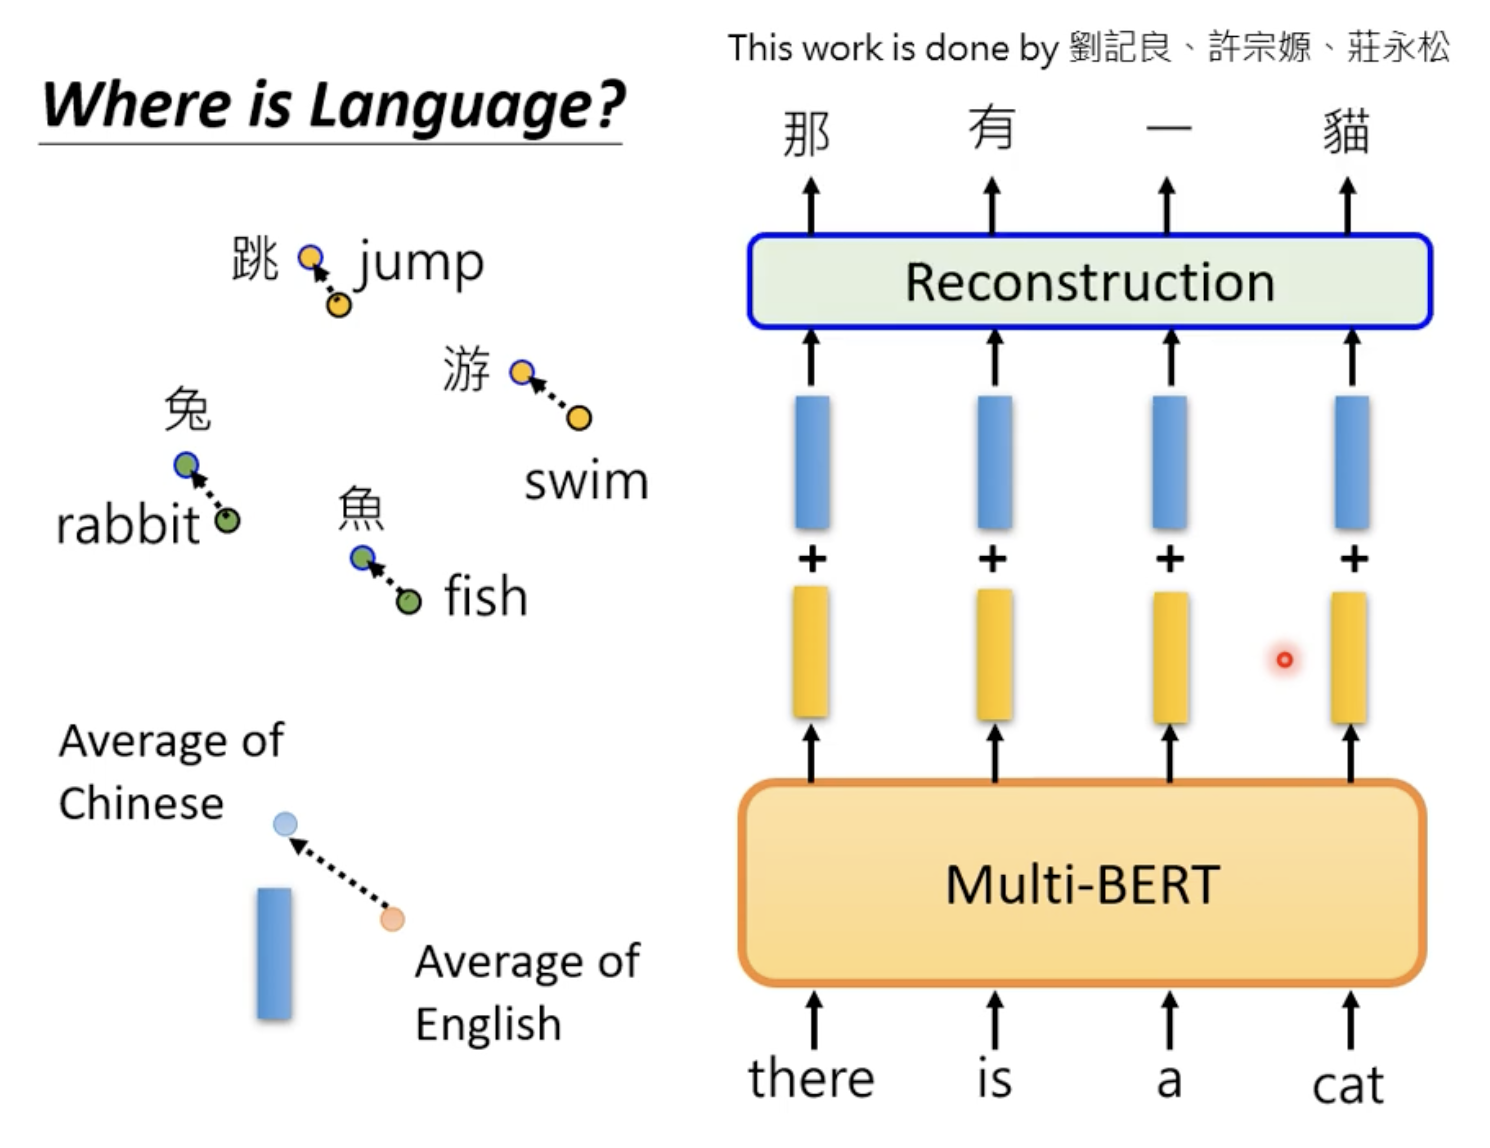 This work is done by 劉記良、許宗嫄、莊永松
Where is Language?
跳 jump
游
swim
兔
rabbit
魚
fish
Average of
Chinese
Average of
English
那 有 一 貓
Reconstruction
+ + + +
Multi-BERT
there is a cat